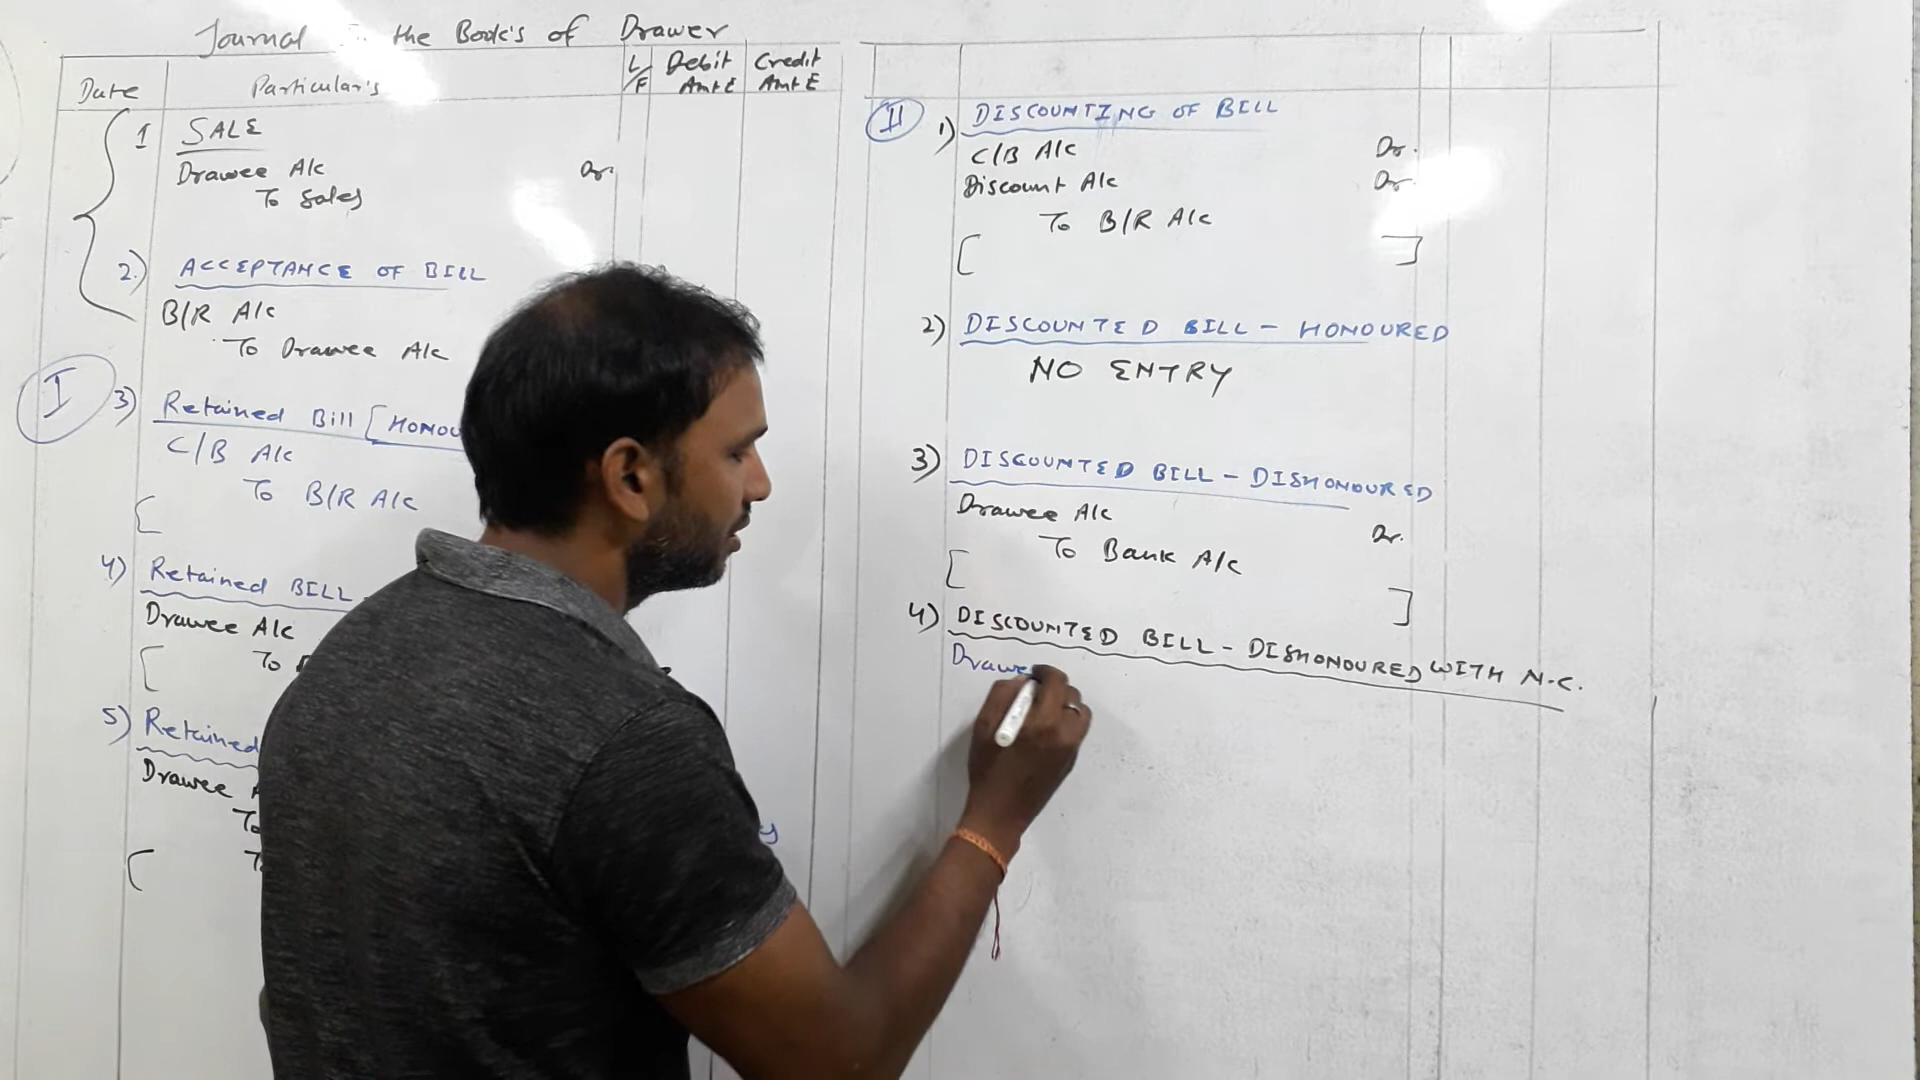 Journal the Book's of Drawer
Date Particular's L/F Debit Amt ₤ Credit Amt ₤
1 SALE
Drawee A/c Dr.
To Sales
2) ACCEPTANCE OF BILL
B/R A/c
To Drawee A/c
I
3) Retained Bill [HONOU
C/B A/c
To B/R A/c
[
4) Retained BILL
Drawee A/c
To
[
5) Retained
Drawee
To
[
II
1) DISCOUNTING OF BILL
C/B A/c Dr.
Discount A/c Dr.
To B/R A/c
[ ]
2) DISCOUNTED BILL - HONOURED
NO ENTRY
3) DISCOUNTED BILL - DISHONOURED
Drawee A/c Dr.
To Bank A/c
[ ]
4) DISCOUNTED BILL - DISHONOURED WITH N.C.
Drawe